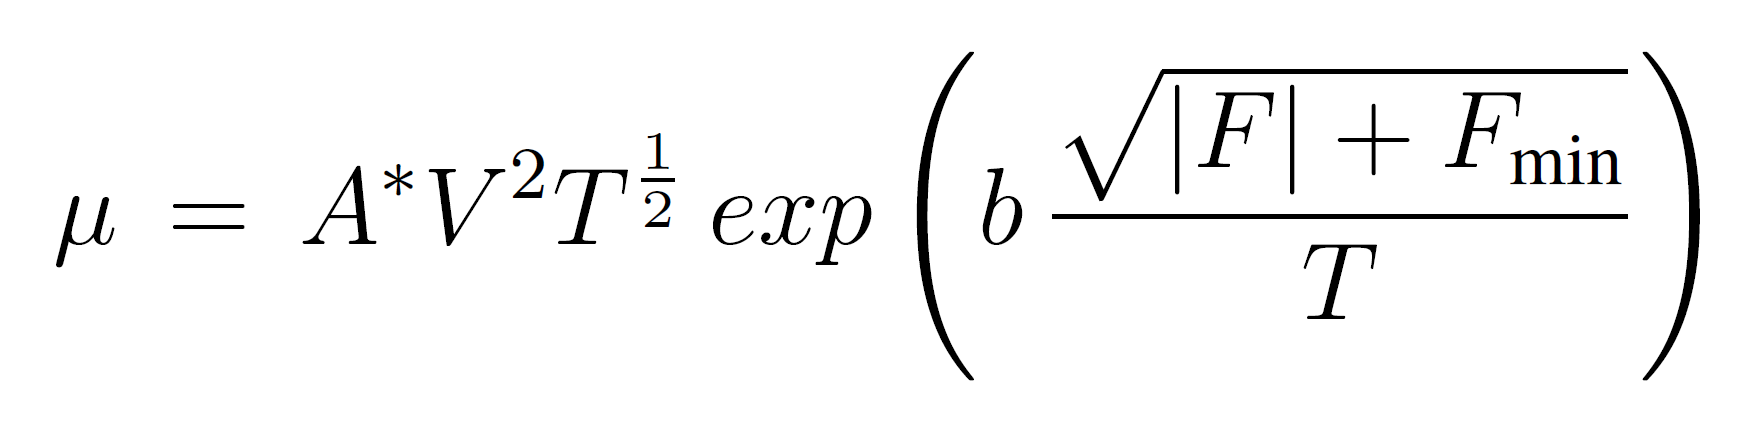 μ = A*V²T^{1/2} exp ( b √(|F| + F_min) / T )